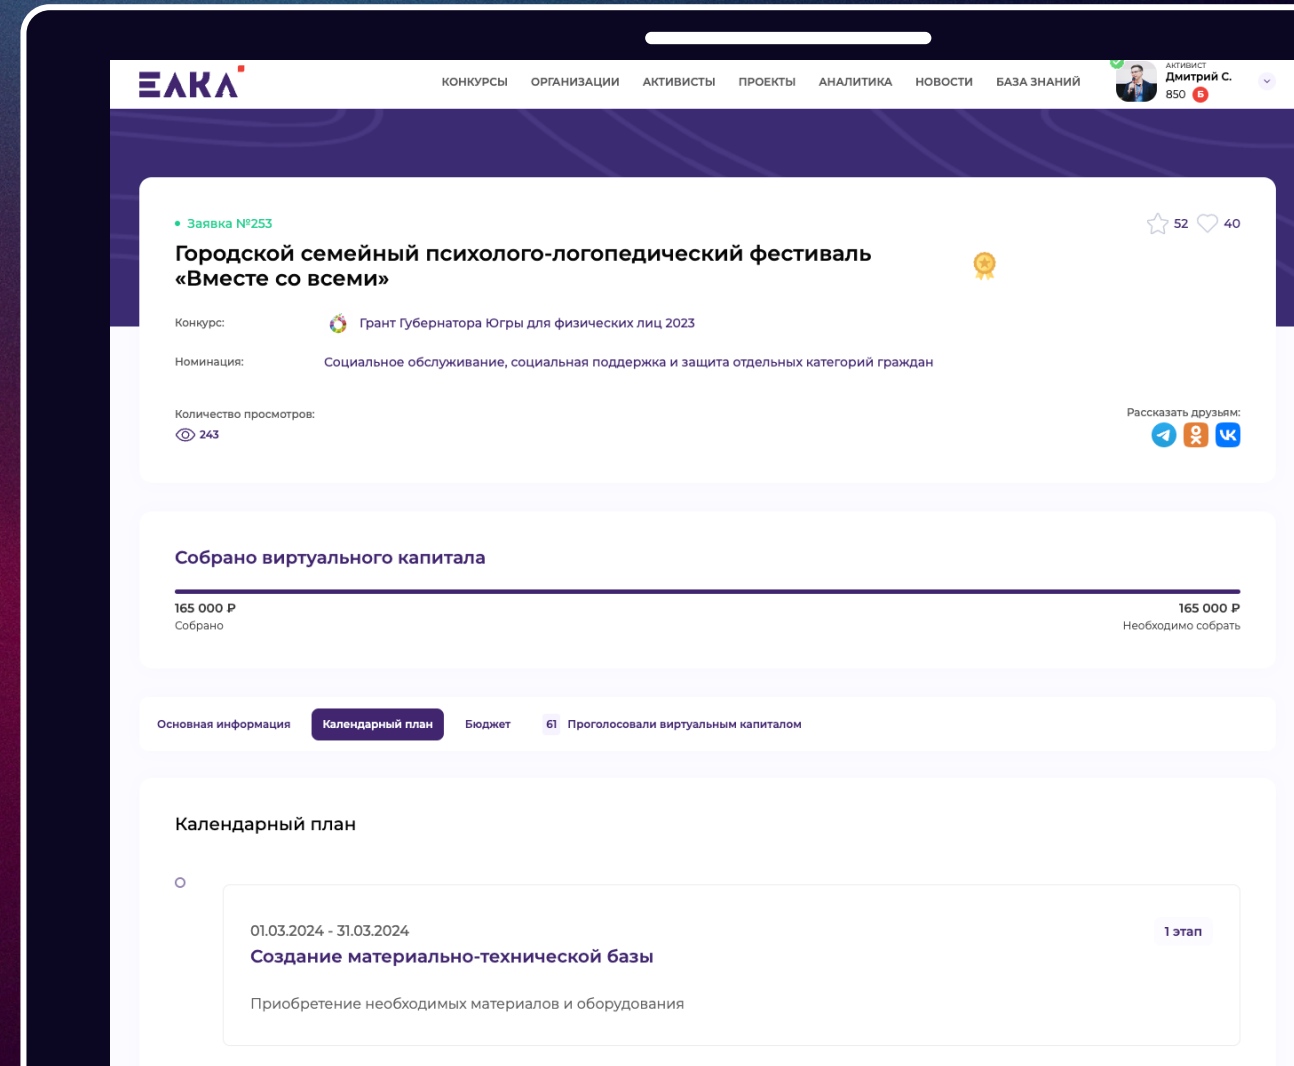 ЕЛКА
КОНКУРСЫ ОРГАНИЗАЦИИ АКТИВИСТЫ ПРОЕКТЫ АНАЛИТИКА НОВОСТИ БАЗА ЗНАНИЙ
АКТИВИСТ
Дмитрий С.
850 Б
Заявка №253
52 40
Городской семейный психолого-логопедический фестиваль
«Вместе со всеми»
Конкурс: Грант Губернатора Югры для физических лиц 2023
Номинация: Социальное обслуживание, социальная поддержка и защита отдельных категорий граждан
Количество просмотров:
243
Рассказать друзьям:
Собрано виртуального капитала
165 000 ₽ 165 000 ₽
Собрано Необходимо собрать
Основная информация Календарный план Бюджет 61 Проголосовали виртуальным капиталом
Календарный план
01.03.2024 - 31.03.2024 1 этап
Создание материально-технической базы
Приобретение необходимых материалов и оборудования